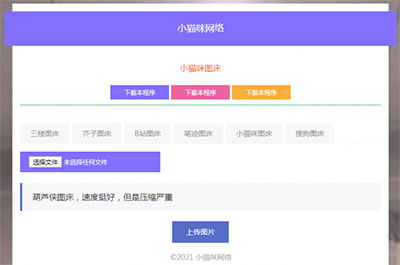 小猫咪网络
小猫咪图床
下载本程序 下载本程序 下载本程序
三楼图床 芥子图床 B站图床 笔迹图床 小猫咪图床 搜狗图床
选择文件 未选择任何文件
葫芦侠图床，速度挺好，但是压缩严重
上传图片
©2021 小猫咪网络